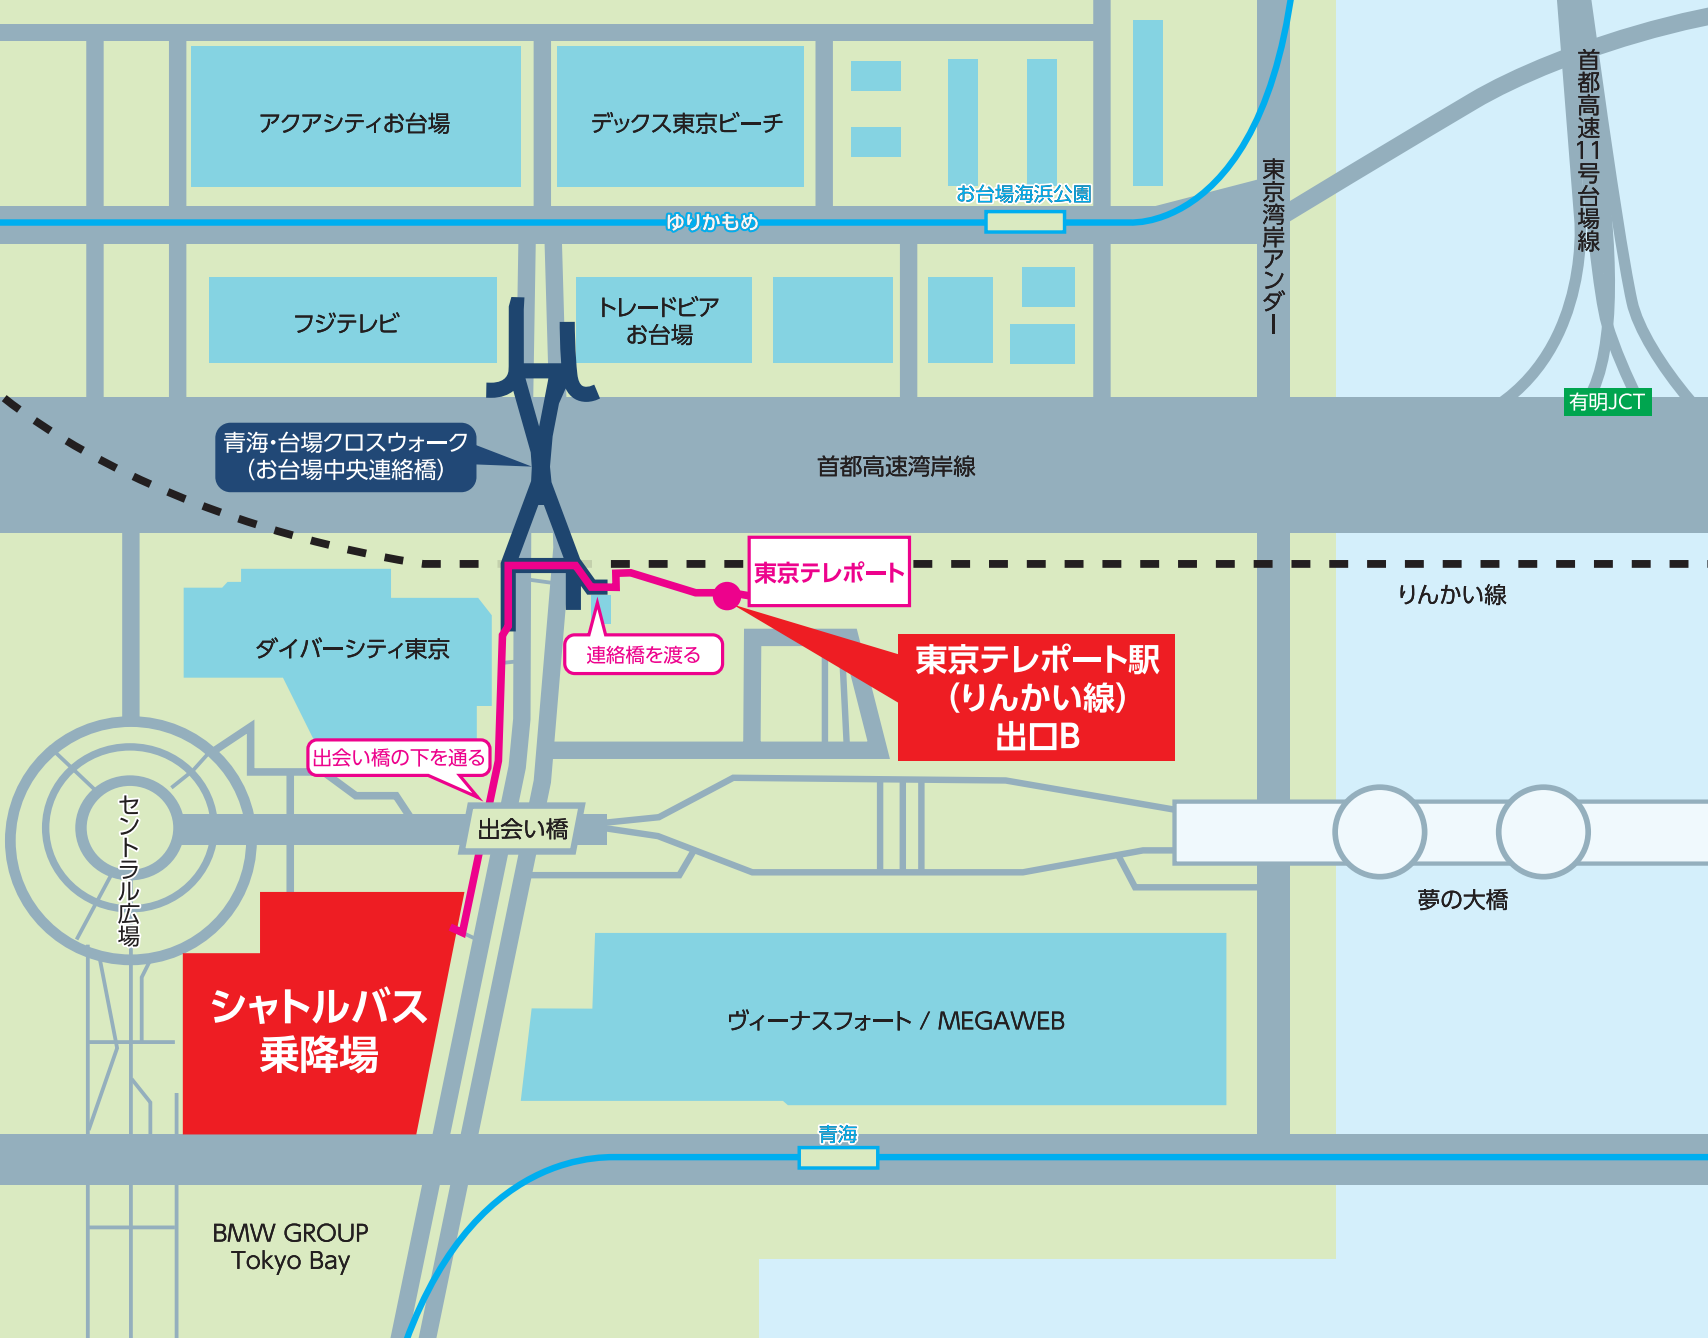 アクアシティお台場
デックス東京ビーチ
首都高速11号台場線
東京湾岸アンダー
お台場海浜公園
ゆりかもめ
フジテレビ
トレードピア
お台場
有明JCT
青海・台場クロスウォーク
（お台場中央連絡橋）
首都高速湾岸線
東京テレポート
りんかい線
ダイバーシティ東京
連絡橋を渡る
東京テレポート駅
（りんかい線）
出口B
出会い橋の下を通る
セントラル広場
出会い橋
夢の大橋
シャトルバス
乗降場
ヴィーナスフォート / MEGAWEB
青海
BMW GROUP
Tokyo Bay